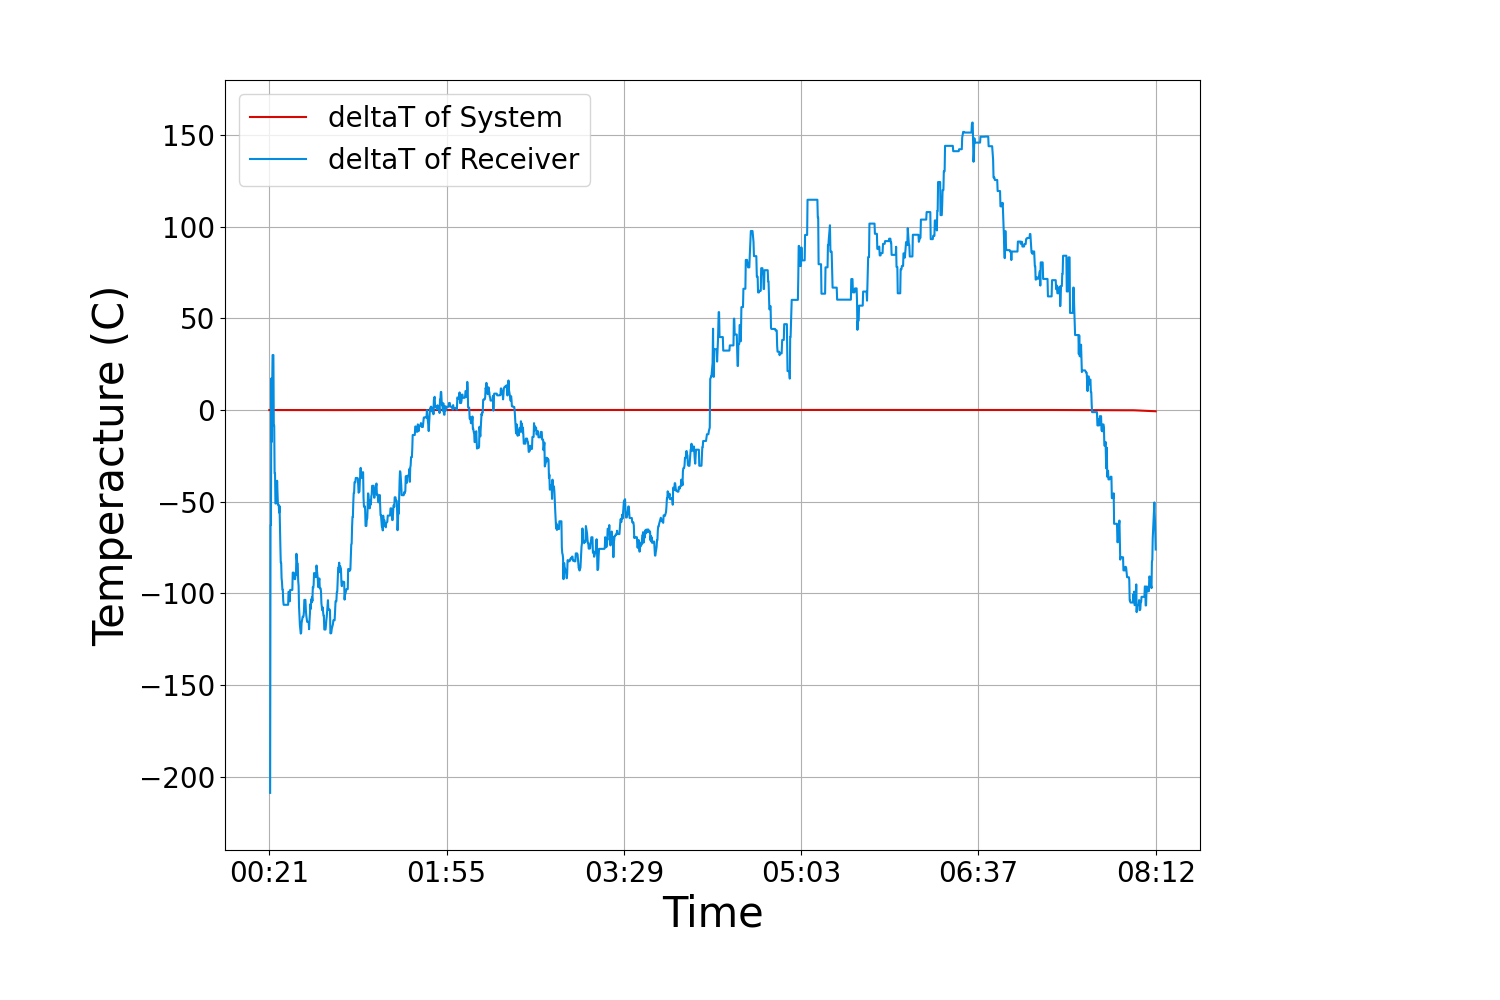 deltaT of System
deltaT of Receiver
Temperacture (C)
150
100
50
0
−50
−100
−150
−200
00:21 01:55 03:29 05:03 06:37 08:12
Time